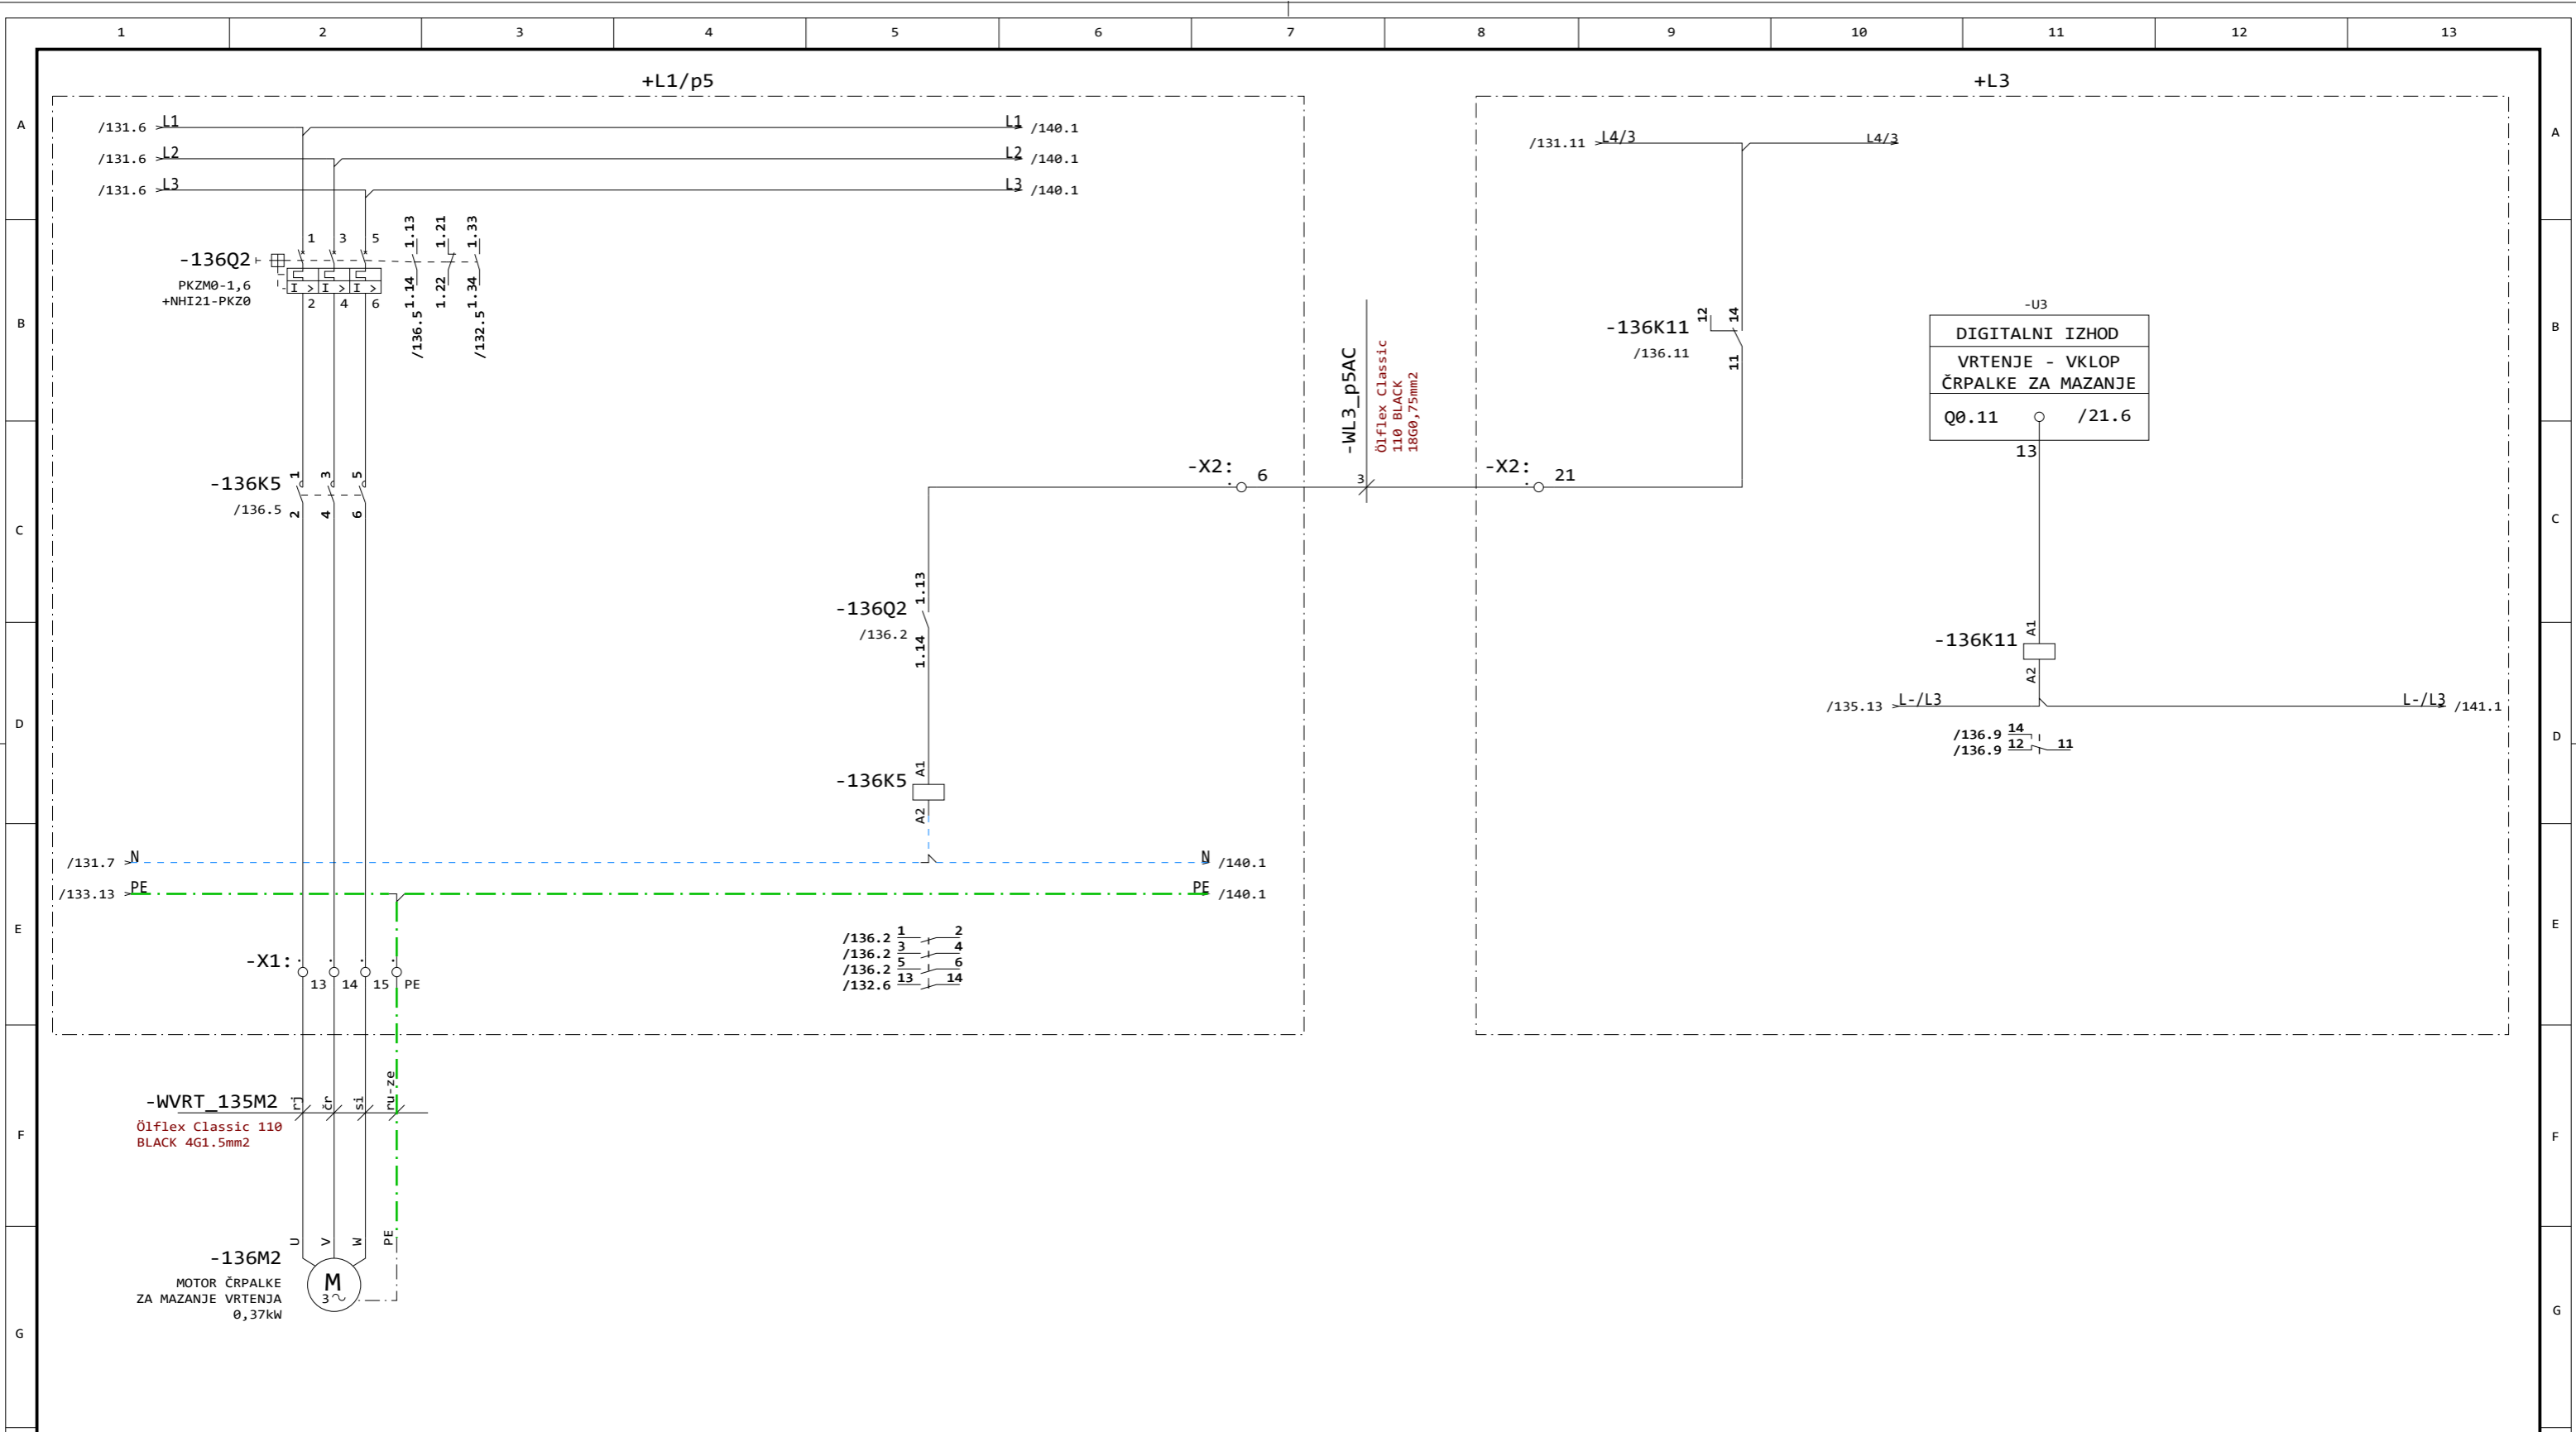 1 2 3 4 5 6 7 8 9 10 11 12 13
+L1/p5
+L3
A
A
/131.6 L1
L1 /140.1
/131.6 L2
L2 /140.1
/131.6 L3
L3 /140.1
/131.11 L4/3
L4/3
-136Q2
PKZM0-1,6
+NHI21-PKZ0
1 3 5
I > I > I >
2 4 6
1.13
1.14
/136.5
1.21
1.22
1.33
1.34
/132.5
B
B
-WL3_p5AC
Ölflex Classic
110 BLACK
18G0,75mm2
3
-136K11
/136.11
12
14
11
-U3
DIGITALNI IZHOD
VRTENJE - VKLOP
ČRPALKE ZA MAZANJE
Q0.11 /21.6
13
-136K5
/136.5
1 3 5
2 4 6
-X2:
6
-X2:
21
C
C
-136Q2
/136.2
1.13
1.14
-136K11
A1
A2
/135.13 L-/L3
L-/L3 /141.1
/136.9 14
/136.9 12 11
D
D
-136K5
A1
A2
/131.7 N
N /140.1
/133.13 PE
PE /140.1
/136.2 1 2
/136.2 3 4
/136.2 5 6
/132.6 13 14
E
E
-X1:
13 14 15 PE
-WVRT_135M2
rj
čr
si
ru-ze
Ölflex Classic 110
BLACK 4G1.5mm2
F
F
U V W PE
-136M2
MOTOR ČRPALKE
ZA MAZANJE VRTENJA
0,37kW
M
3
G
G